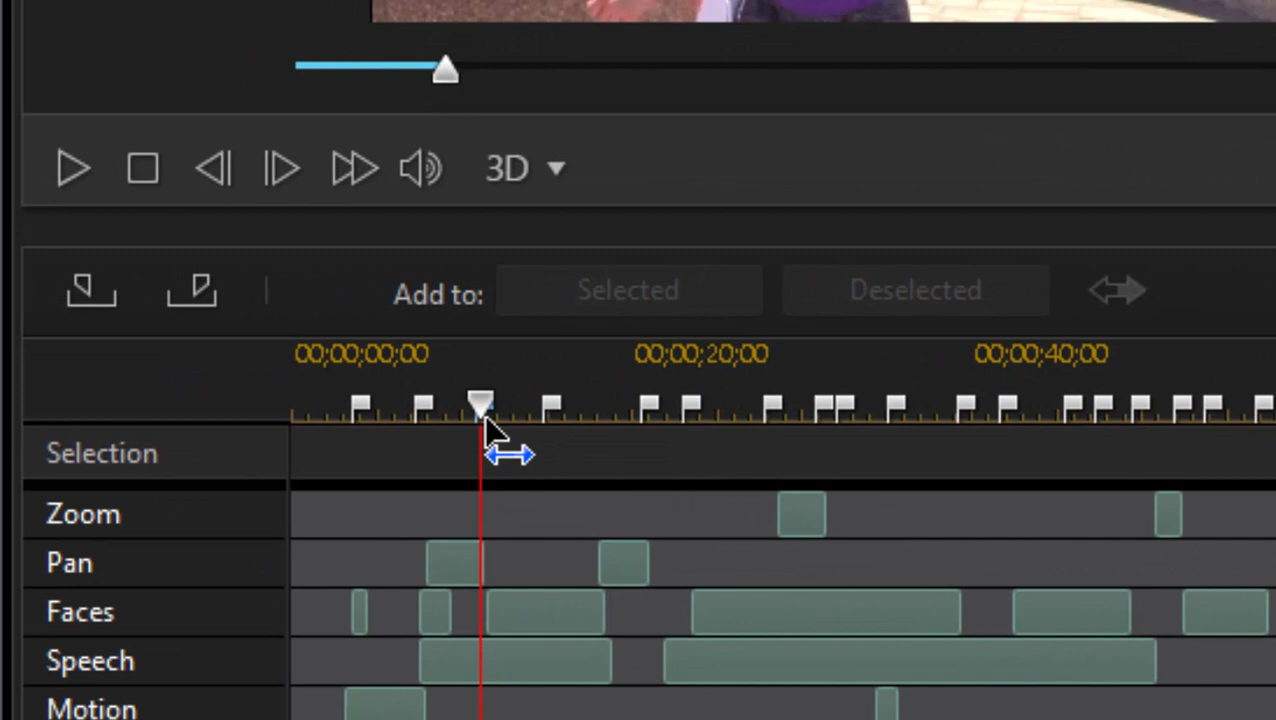 3D
Add to: Selected Deselected
00;00;00;00 00;00;20;00 00;00;40;00
Selection
Zoom
Pan
Faces
Speech
Motion